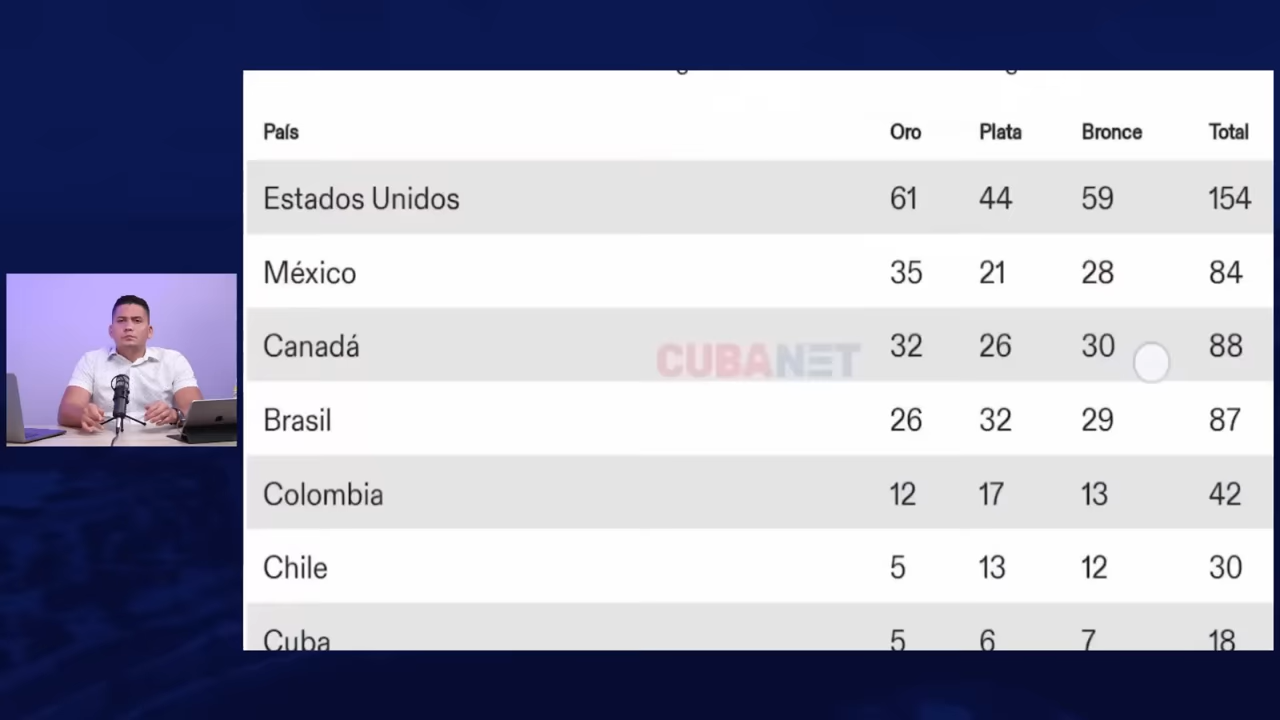 País Oro Plata Bronce Total
Estados Unidos 61 44 59 154
México 35 21 28 84
Canadá 32 26 30 88
CUBANET
Brasil 26 32 29 87
Colombia 12 17 13 42
Chile 5 13 12 30
Cuba 5 6 7 18